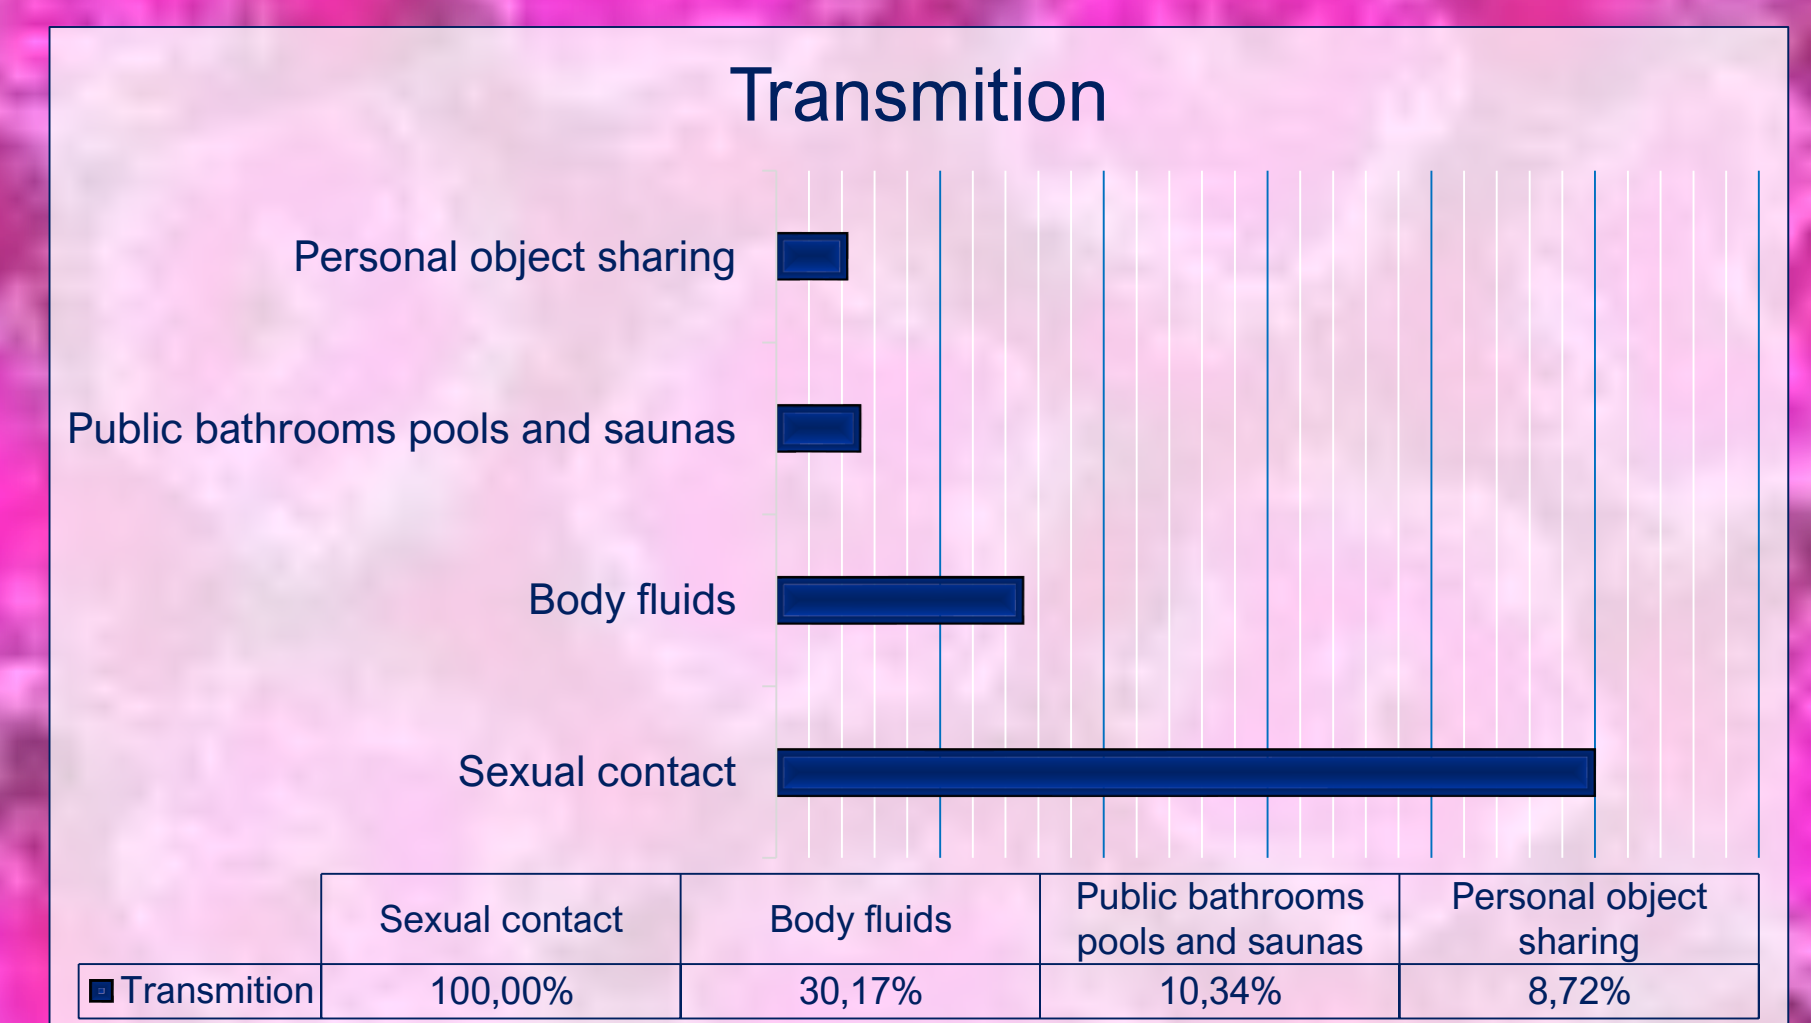 Transmition
Personal object sharing
Public bathrooms pools and saunas
Body fluids
Sexual contact
Sexual contact Body fluids Public bathrooms pools and saunas Personal object sharing
Transmition 100,00% 30,17% 10,34% 8,72%